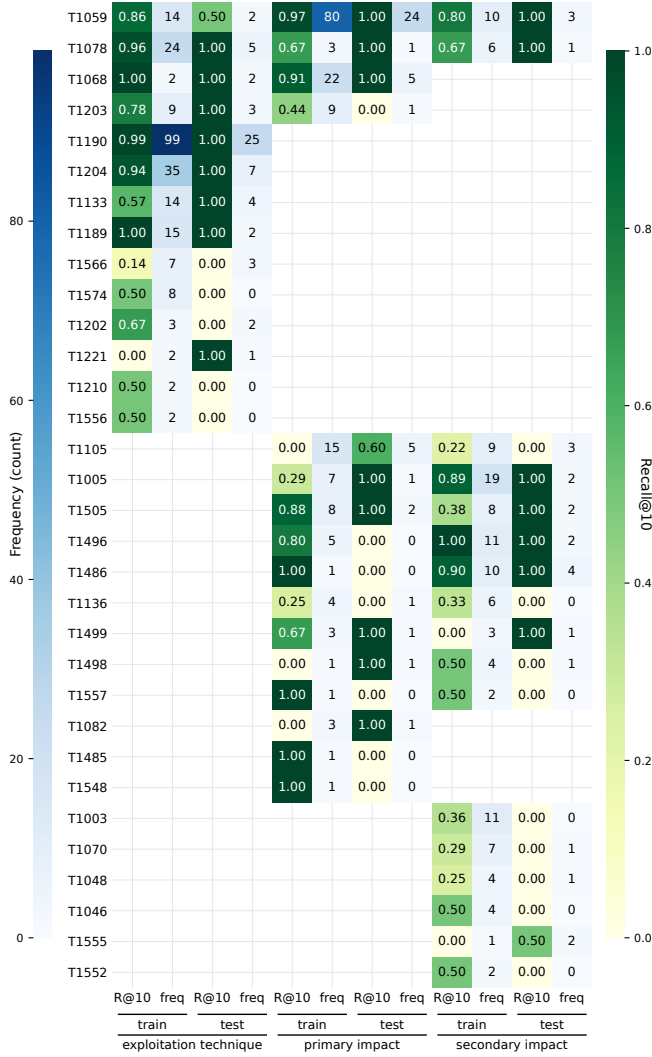 T1059 0.86 14 0.50 2 0.97 80 1.00 24 0.80 10 1.00 3
T1078 0.96 24 1.00 5 0.67 3 1.00 1 0.67 6 1.00 1
T1068 1.00 2 1.00 2 0.91 22 1.00 5
T1203 0.78 9 1.00 3 0.44 9 0.00 1
T1190 0.99 99 1.00 25
T1204 0.94 35 1.00 7
T1133 0.57 14 1.00 4
T1189 1.00 15 1.00 2
T1566 0.14 7 0.00 3
T1574 0.50 8 0.00 0
T1202 0.67 3 0.00 2
T1221 0.00 2 1.00 1
T1210 0.50 2 0.00 0
T1556 0.50 2 0.00 0
T1105 0.00 15 0.60 5 0.22 9 0.00 3
T1005 0.29 7 1.00 1 0.89 19 1.00 2
T1505 0.88 8 1.00 2 0.38 8 1.00 2
T1496 0.80 5 0.00 0 1.00 11 1.00 2
T1486 1.00 1 0.00 0 0.90 10 1.00 4
T1136 0.25 4 0.00 1 0.33 6 0.00 0
T1499 0.67 3 1.00 1 0.00 3 1.00 1
T1498 0.00 1 1.00 1 0.50 4 0.00 1
T1557 1.00 1 0.00 0 0.50 2 0.00 0
T1082 0.00 3 1.00 1
T1485 1.00 1 0.00 0
T1548 1.00 1 0.00 0
T1003 0.36 11 0.00 0
T1070 0.29 7 0.00 1
T1048 0.25 4 0.00 1
T1046 0.50 4 0.00 0
T1555 0.00 1 0.50 2
T1552 0.50 2 0.00 0
R@10 freq R@10 freq R@10 freq R@10 freq R@10 freq R@10 freq
train test train test train test
exploitation technique primary impact secondary impact
Frequency (count)
80
60
40
20
0
Recall@10
1.0
0.8
0.6
0.4
0.2
0.0